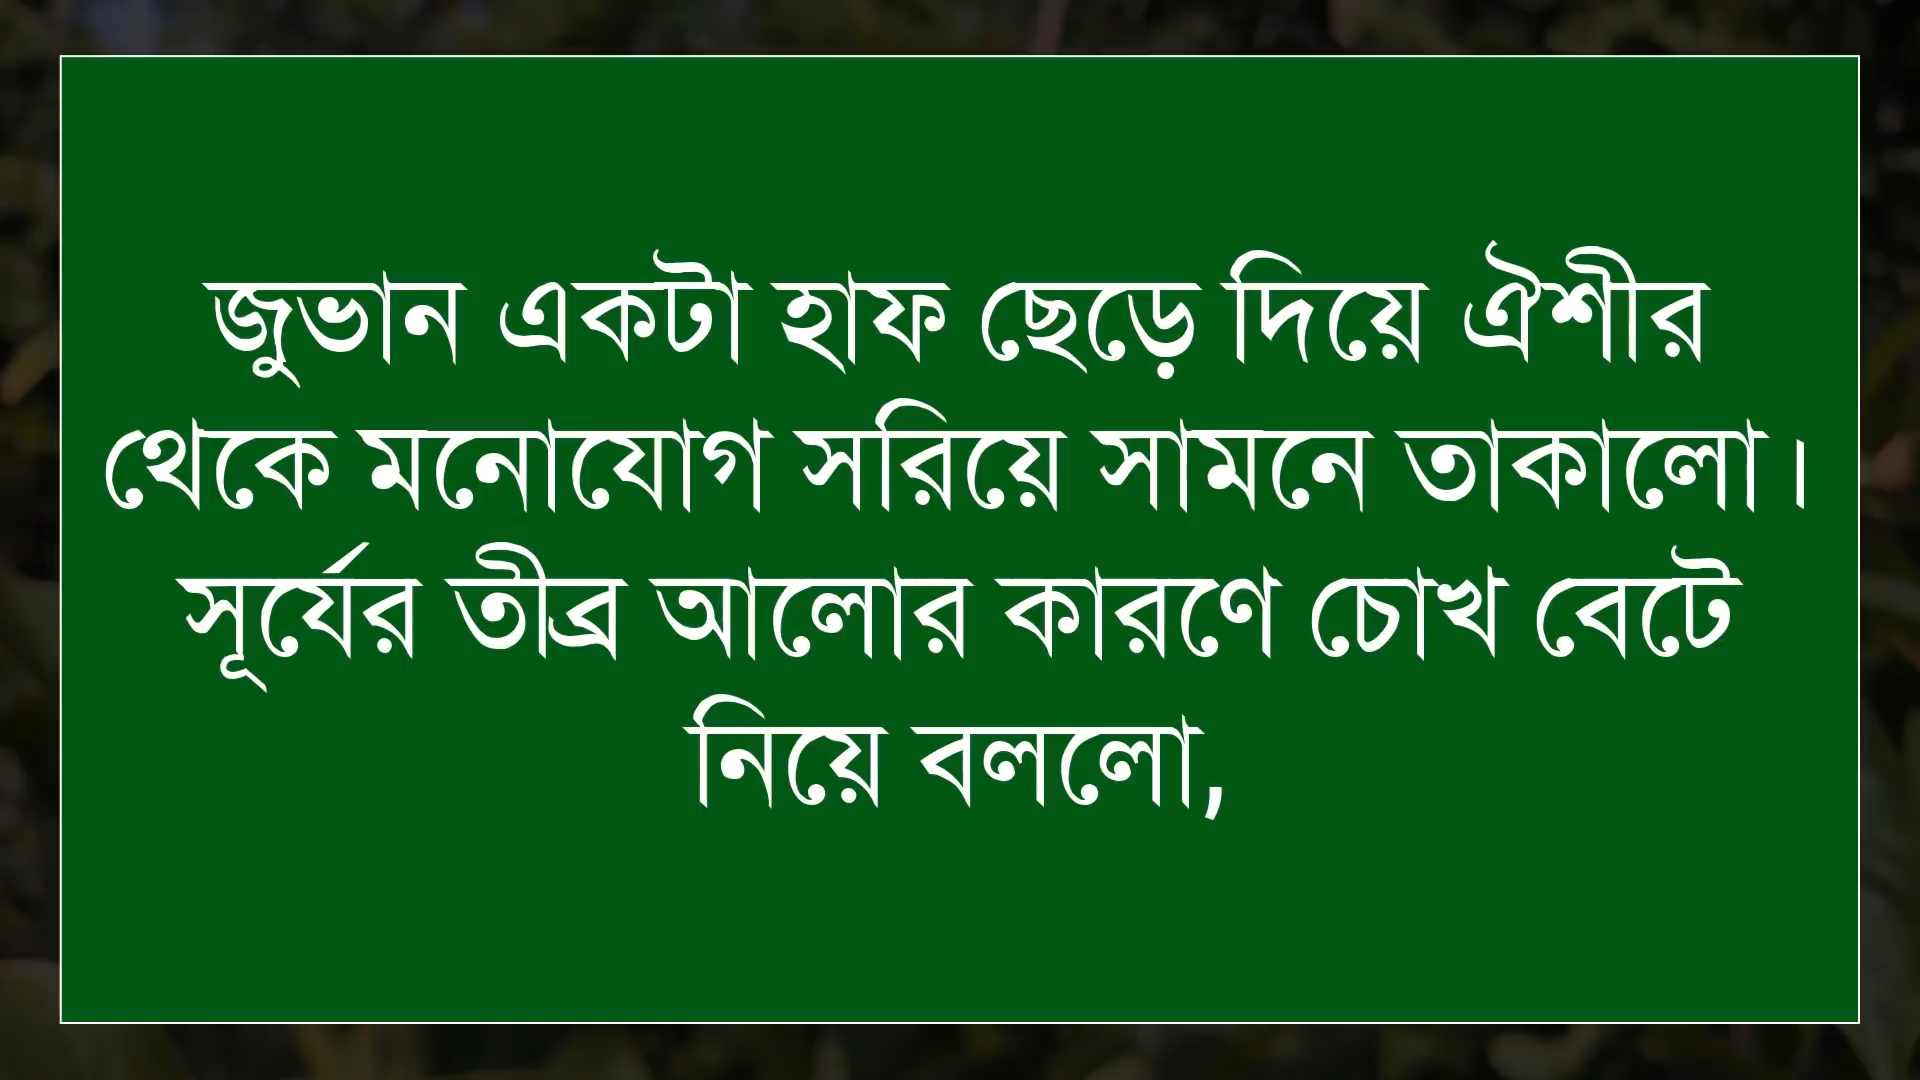 জুভান একটা হাফ ছেড়ে দিয়ে ঐশীর
থেকে মনোযোগ সরিয়ে সামনে তাকালো।
সূর্যের তীব্র আলোর কারণে চোখ বেটে
নিয়ে বললো,